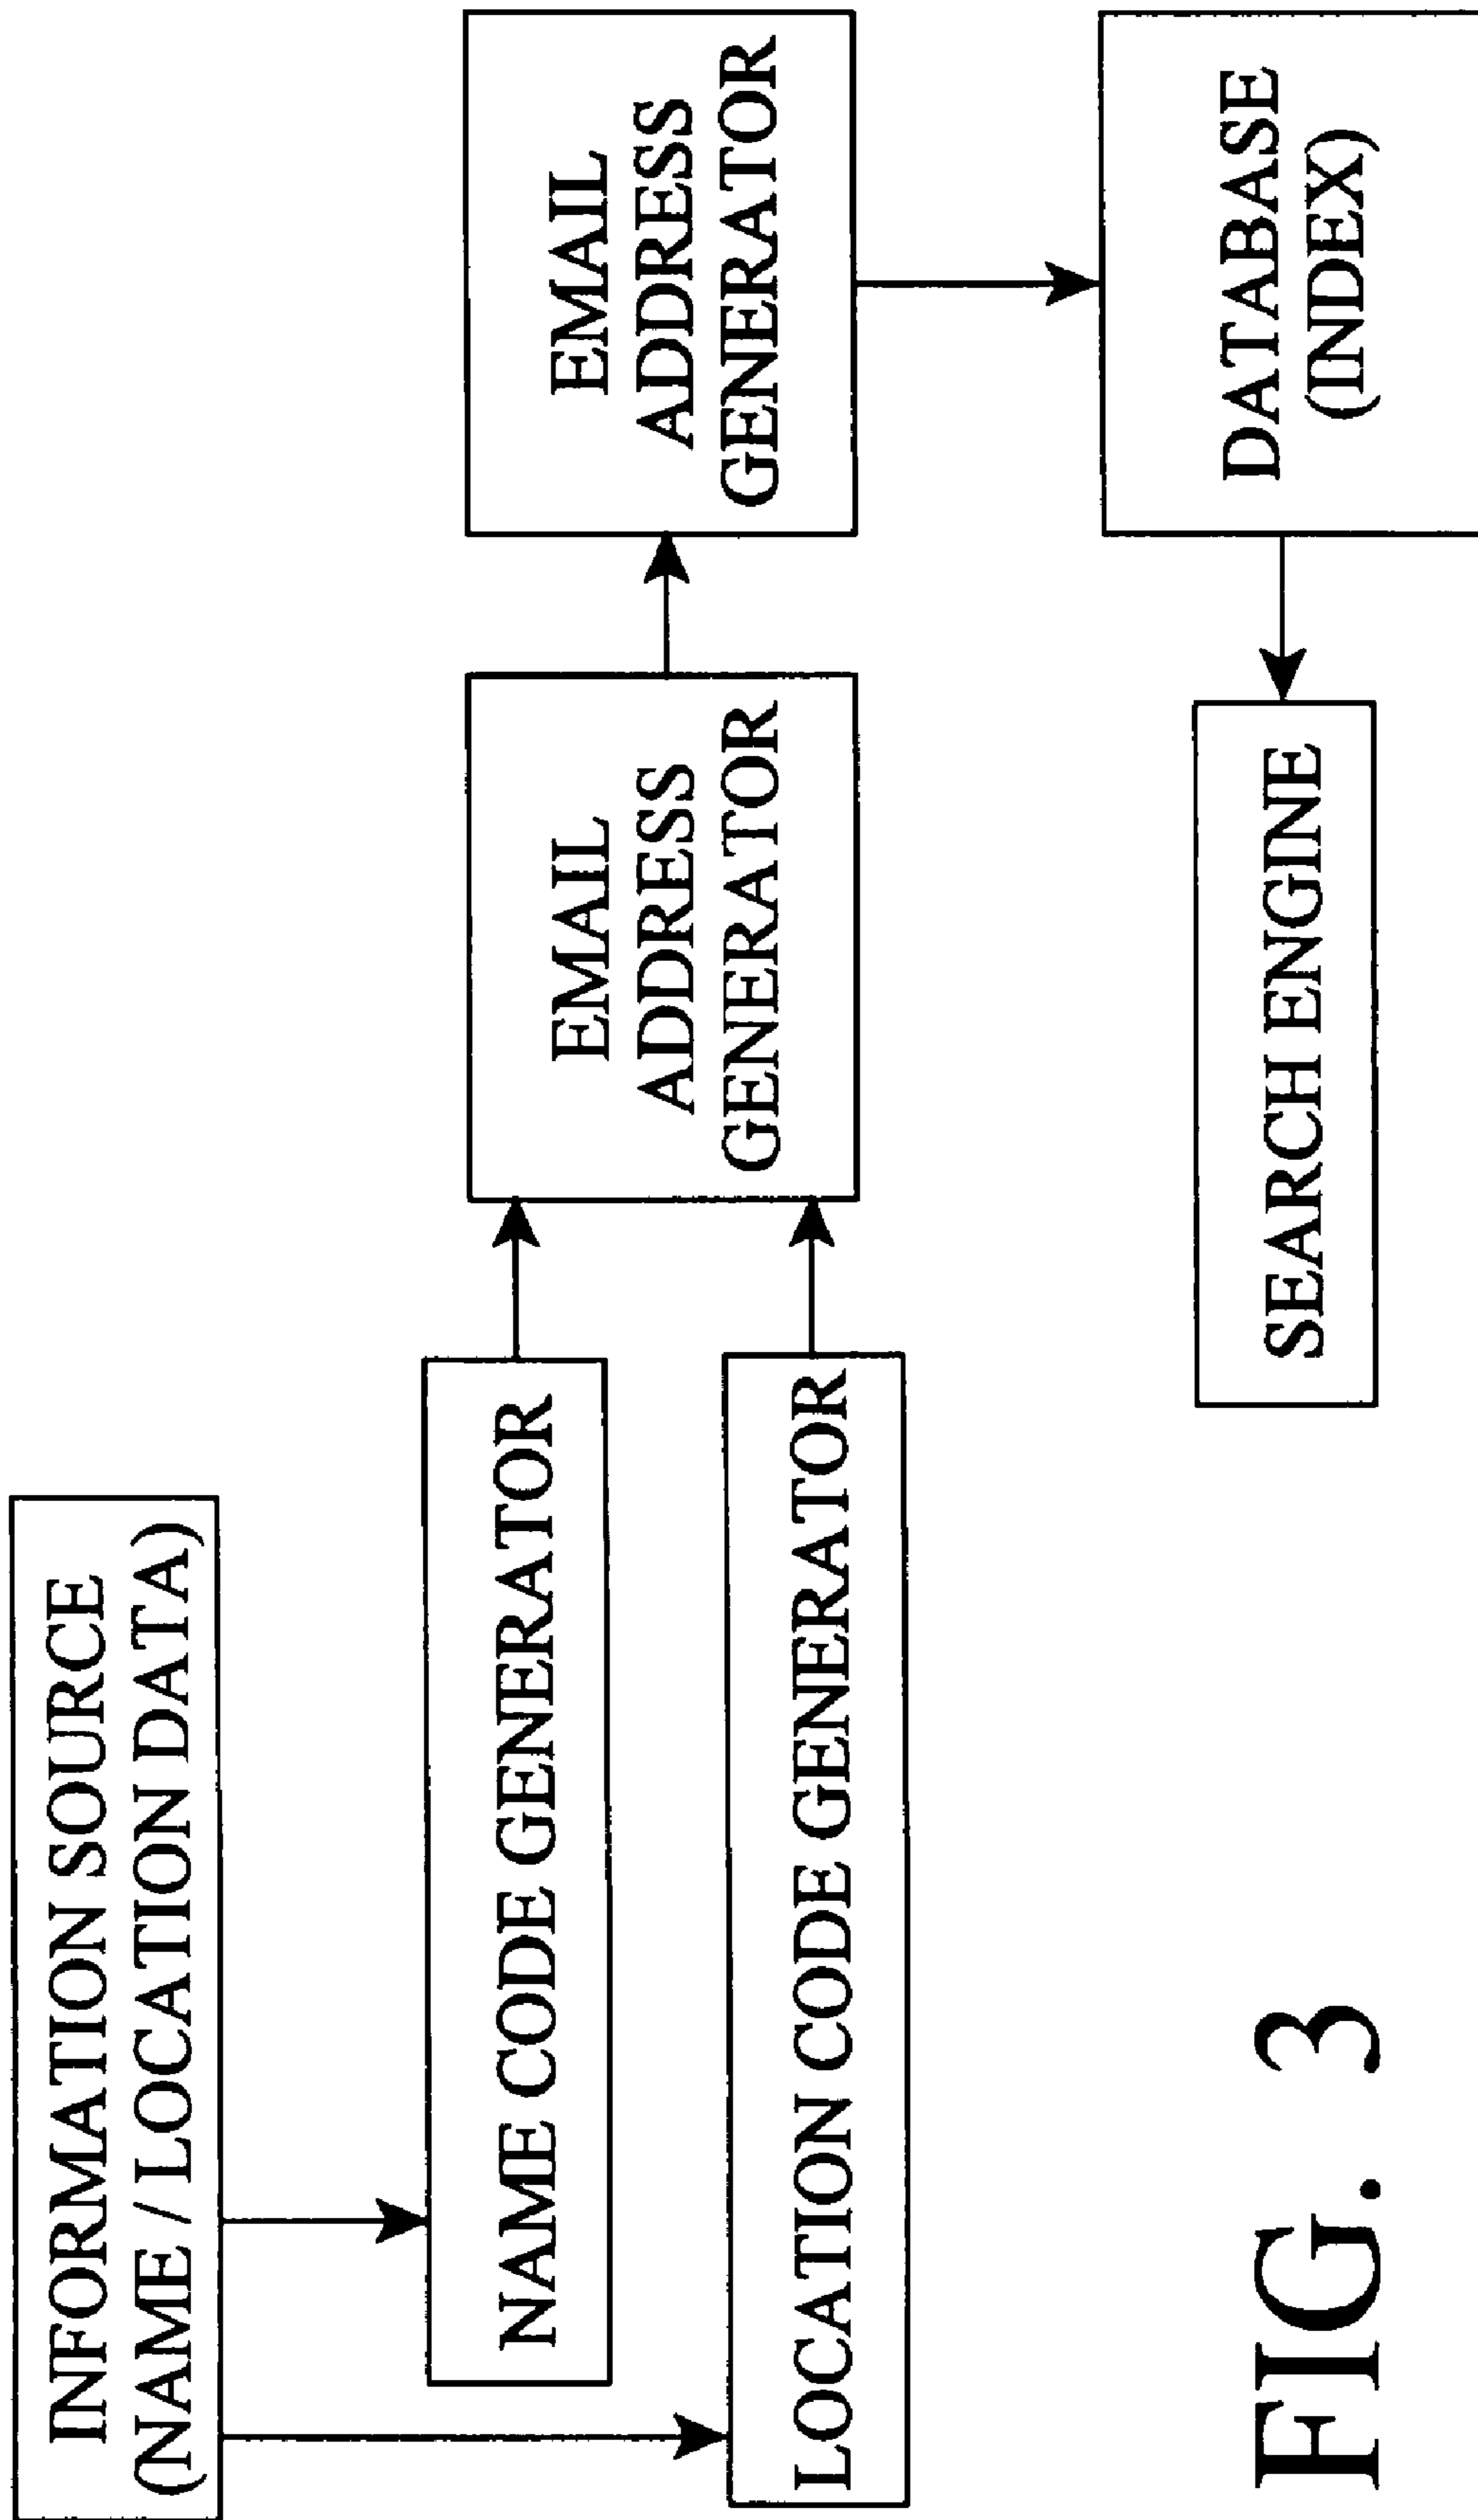 INFORMATION SOURCE
(NAME / LOCATION DATA)
NAME CODE GENERATOR
LOCATION CODE GENERATOR
EMAIL
ADDRESS
GENERATOR
EMAIL
ADDRESS
GENERATOR
DATABASE
(INDEX)
SEARCH ENGINE
FIG. 3